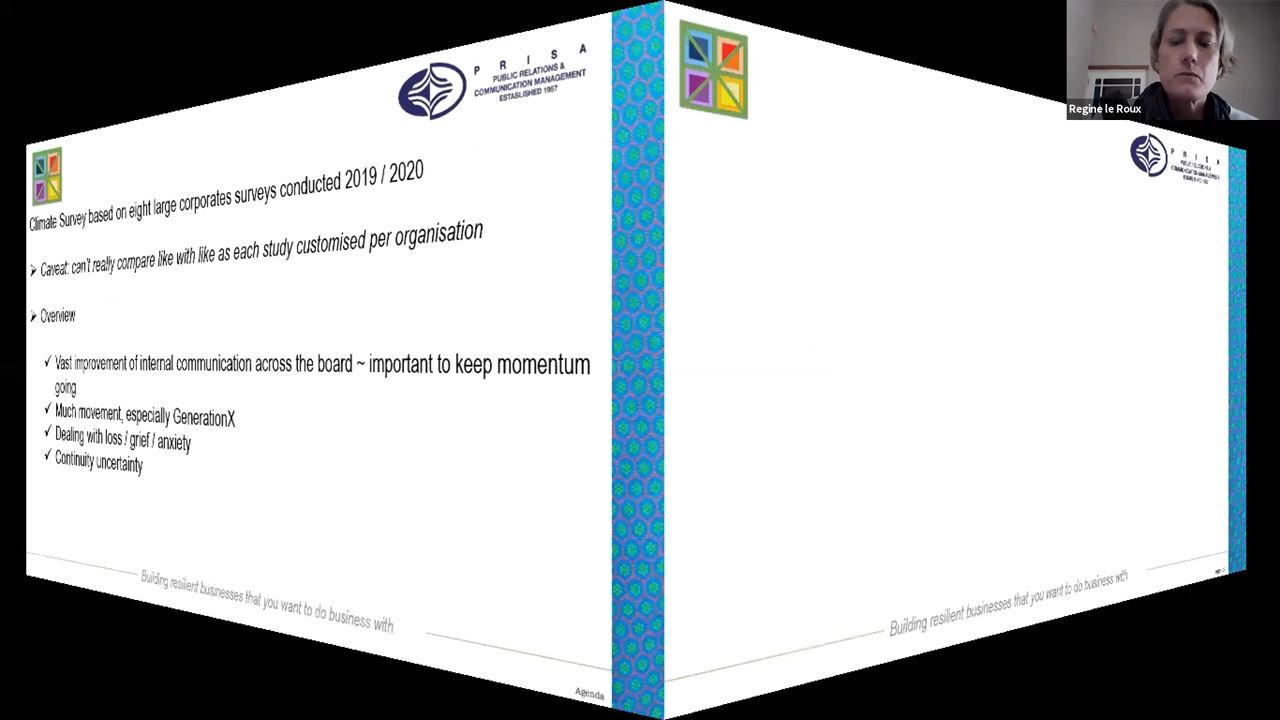 P R I S A
PUBLIC RELATIONS &
COMMUNICATION MANAGEMENT
ESTABLISHED 1957
Climate Survey based on eight large corporates surveys conducted 2019 / 2020
➢ Caveat: can't really compare like with like as each study customised per organisation
➢ Overview
✓ Vast improvement of internal communication across the board ~ important to keep momentum
going
✓ Much movement, especially GenerationX
✓ Dealing with loss / grief / anxiety
✓ Continuity uncertainty
Building resilient businesses that you want to do business with
Agenda
Regine le Roux
P R I S A
PUBLIC RELATIONS &
COMMUNICATION MANAGEMENT
Building resilient businesses that you want to do business with